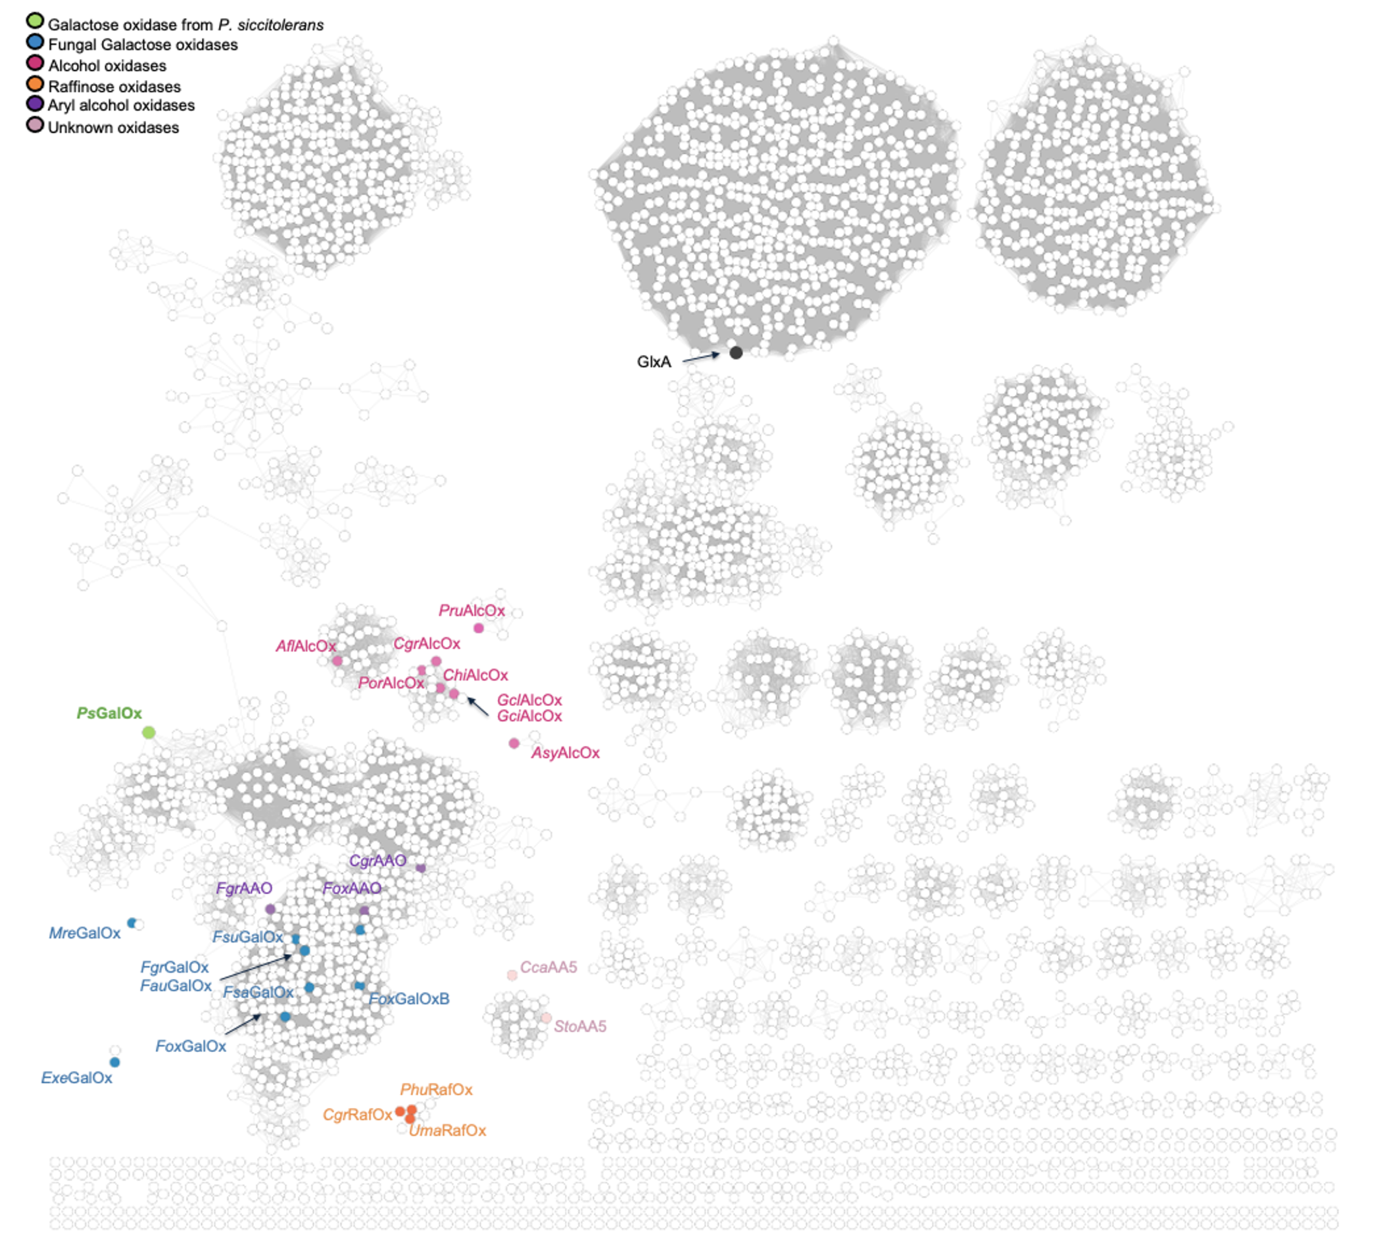 Galactose oxidase from P. siccitolerans
Fungal Galactose oxidases
Alcohol oxidases
Raffinose oxidases
Aryl alcohol oxidases
Unknown oxidases
GlxA
PruAlcOx
AflAlcOx
CgrAlcOx
PorAlcOx
ChiAlcOx
GclAlcOx
GciAlcOx
PsGalOx
AsyAlcOx
CgrAAO
FgrAAO
FoxAAO
MreGalOx
FsuGalOx
FgrGalOx
FauGalOx
FsaGalOx
FoxGalOxB
CcaAA5
StoAA5
FoxGalOx
ExeGalOx
PhuRafOx
CgrRafOx
UmaRafOx